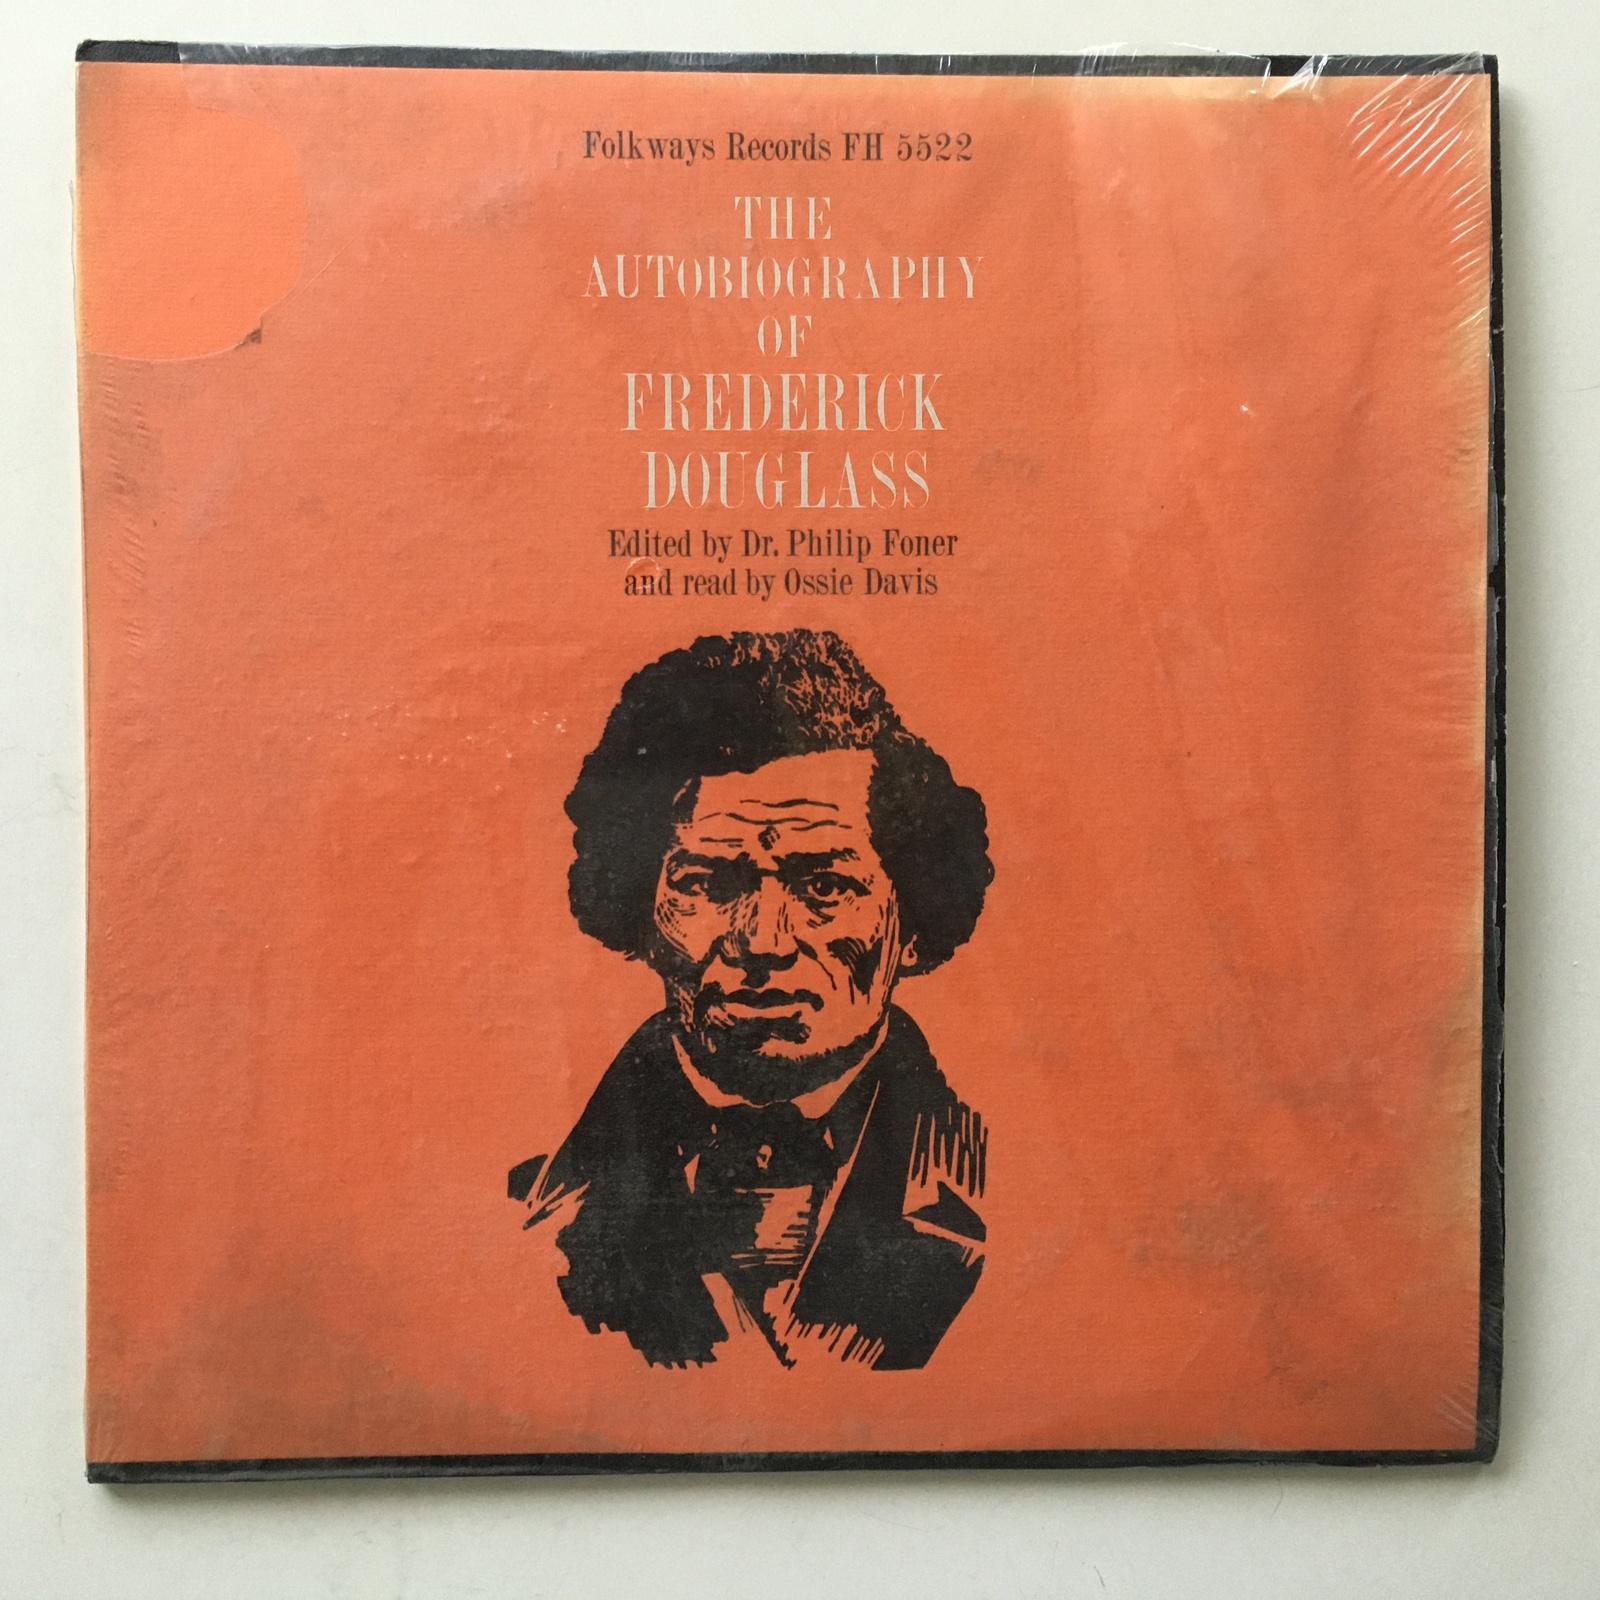 Folkways Records FH 5522
THE
AUTOBIOGRAPHY
OF
FREDERICK
DOUGLASS
Edited by Dr. Philip Foner
and read by Ossie Davis